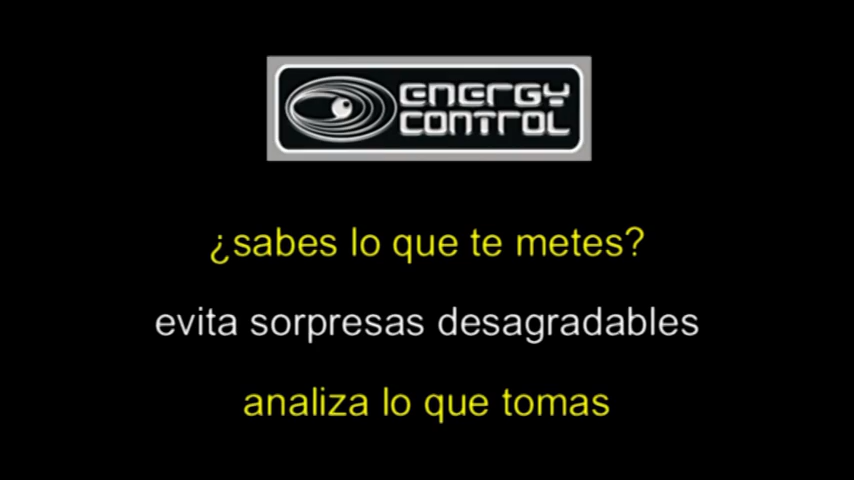 ENERGY
CONTROL
¿sabes lo que te metes?
evita sorpresas desagradables
analiza lo que tomas